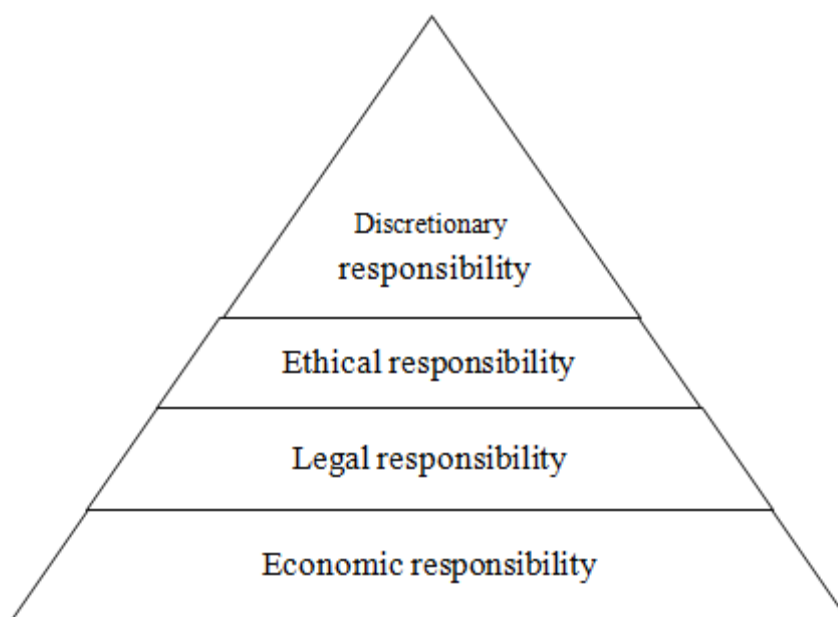 Discretionary
responsibility
Ethical responsibility
Legal responsibility
Economic responsibility